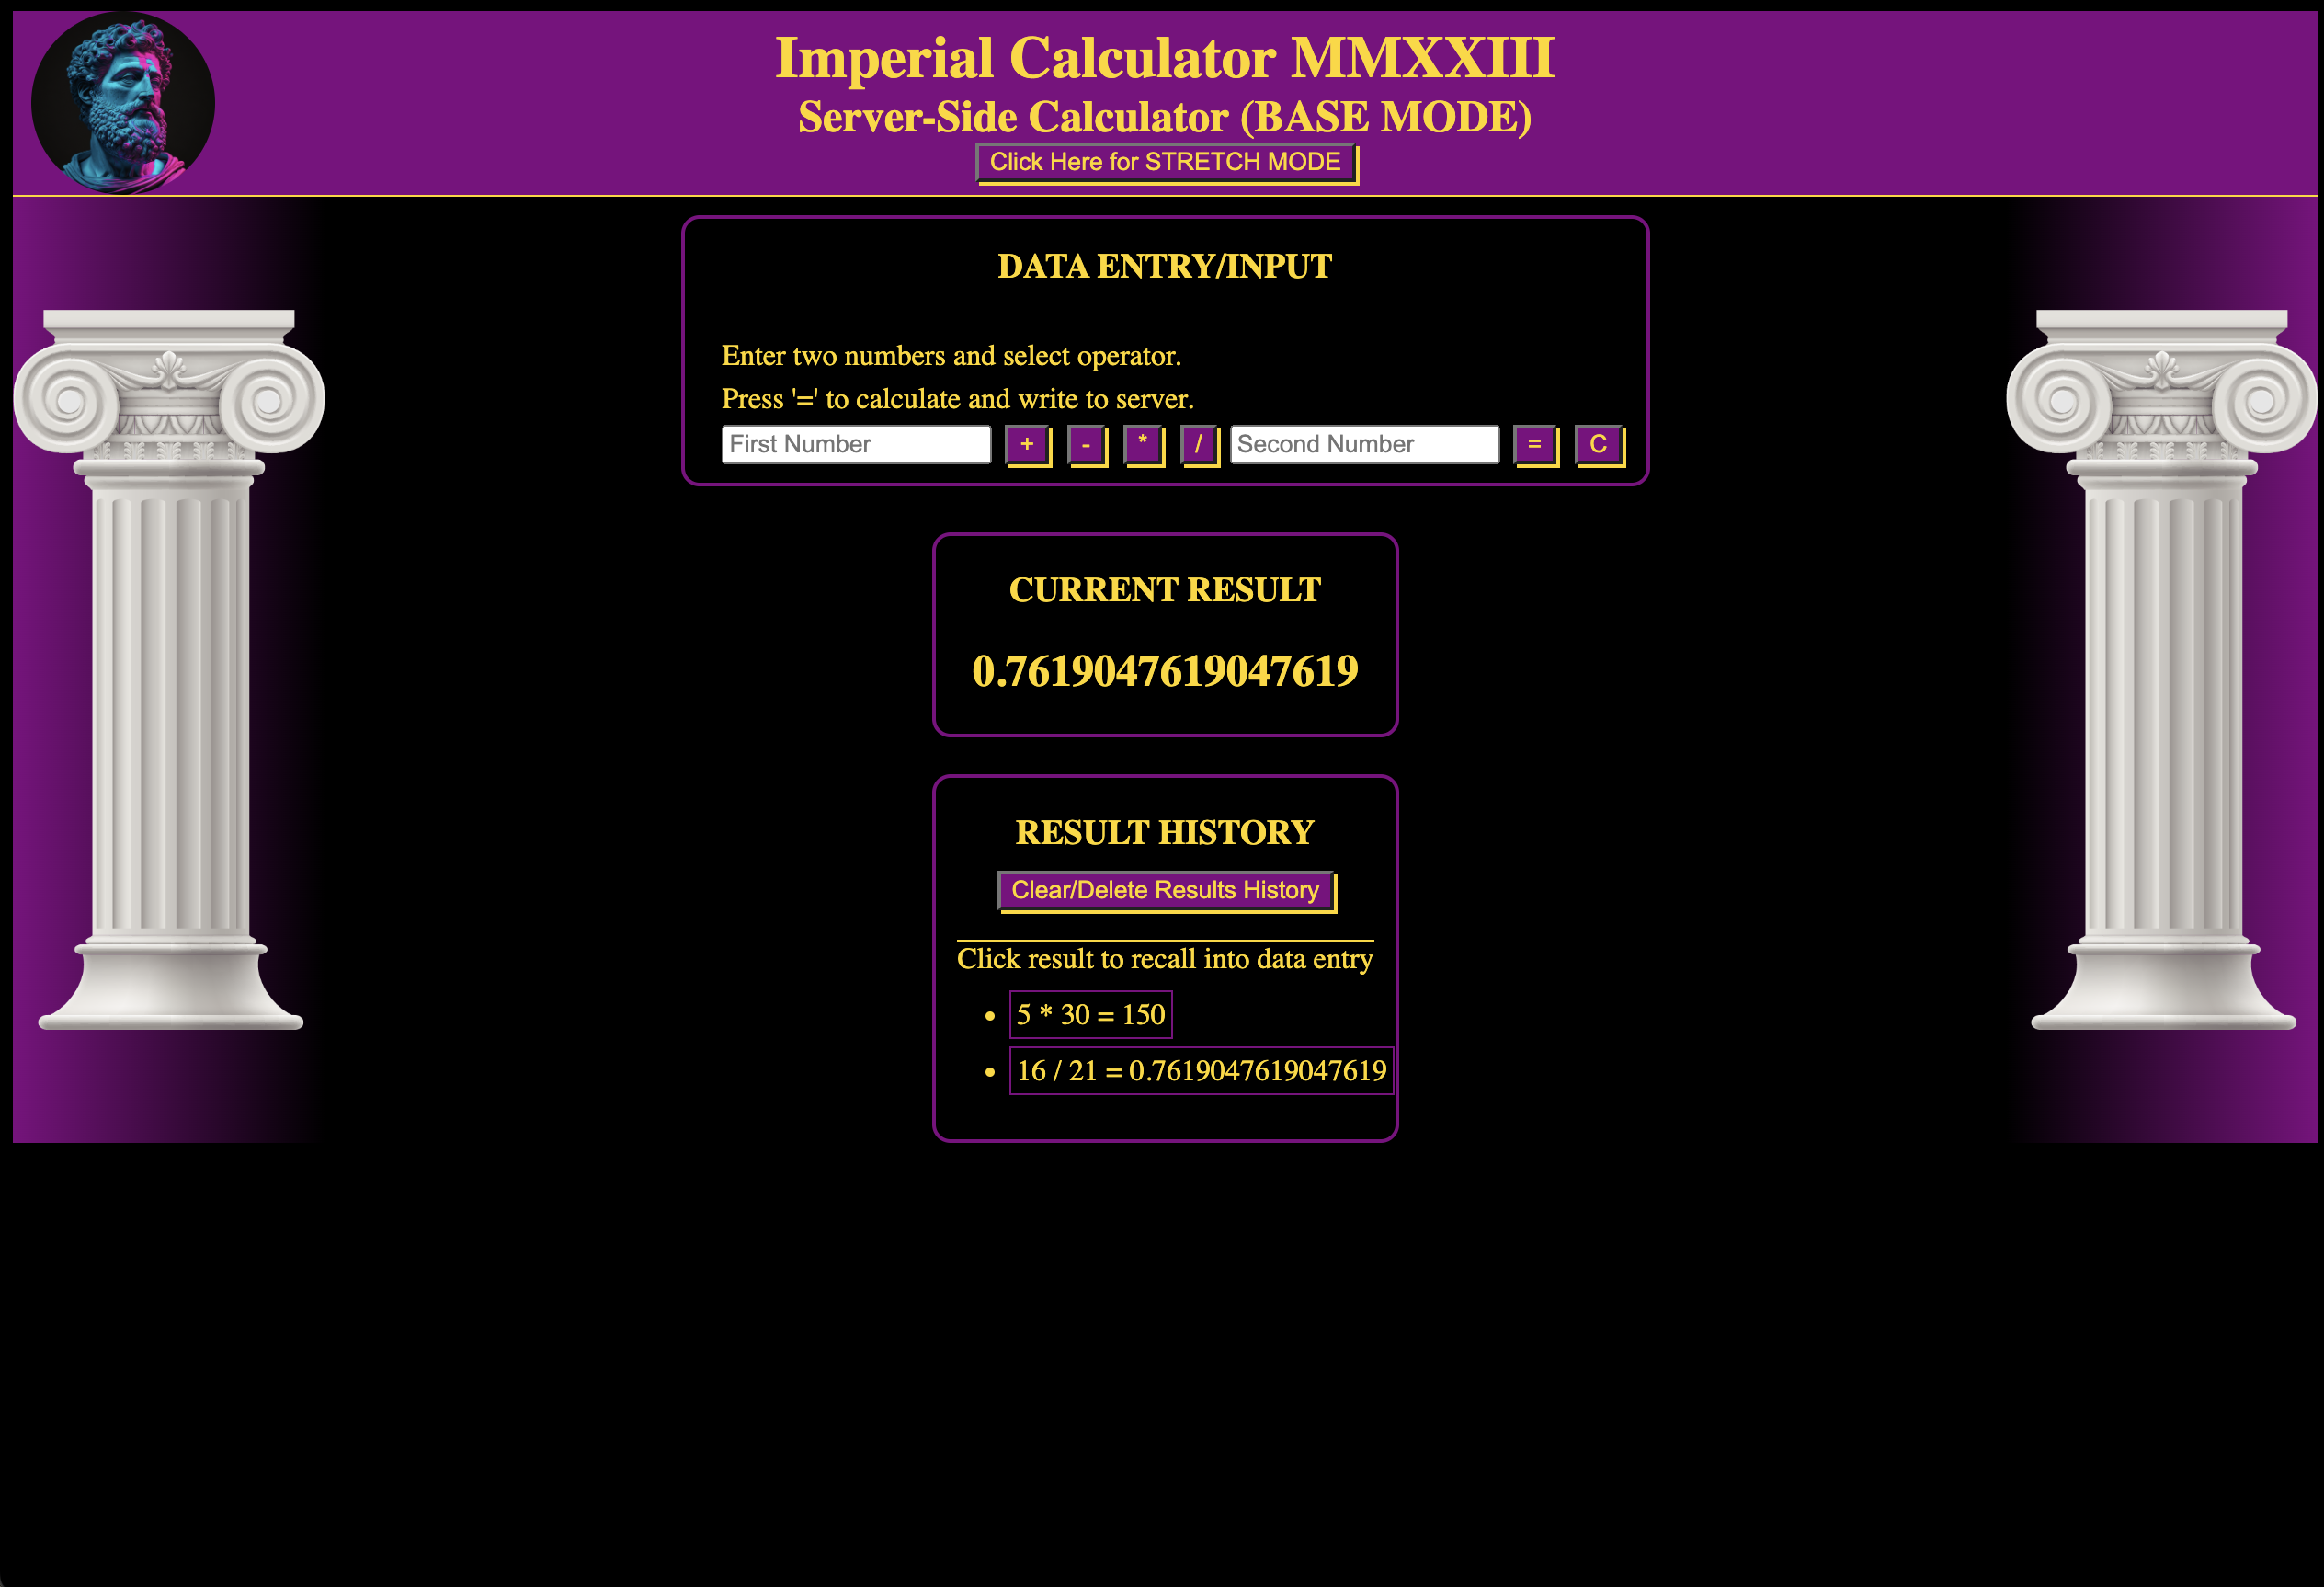 Imperial Calculator MMXXIII
Server-Side Calculator (BASE MODE)
Click Here for STRETCH MODE
DATA ENTRY/INPUT
Enter two numbers and select operator.
Press '=' to calculate and write to server.
First Number + - * / Second Number = C
CURRENT RESULT
0.7619047619047619
RESULT HISTORY
Clear/Delete Results History
Click result to recall into data entry
5 * 30 = 150
16 / 21 = 0.7619047619047619